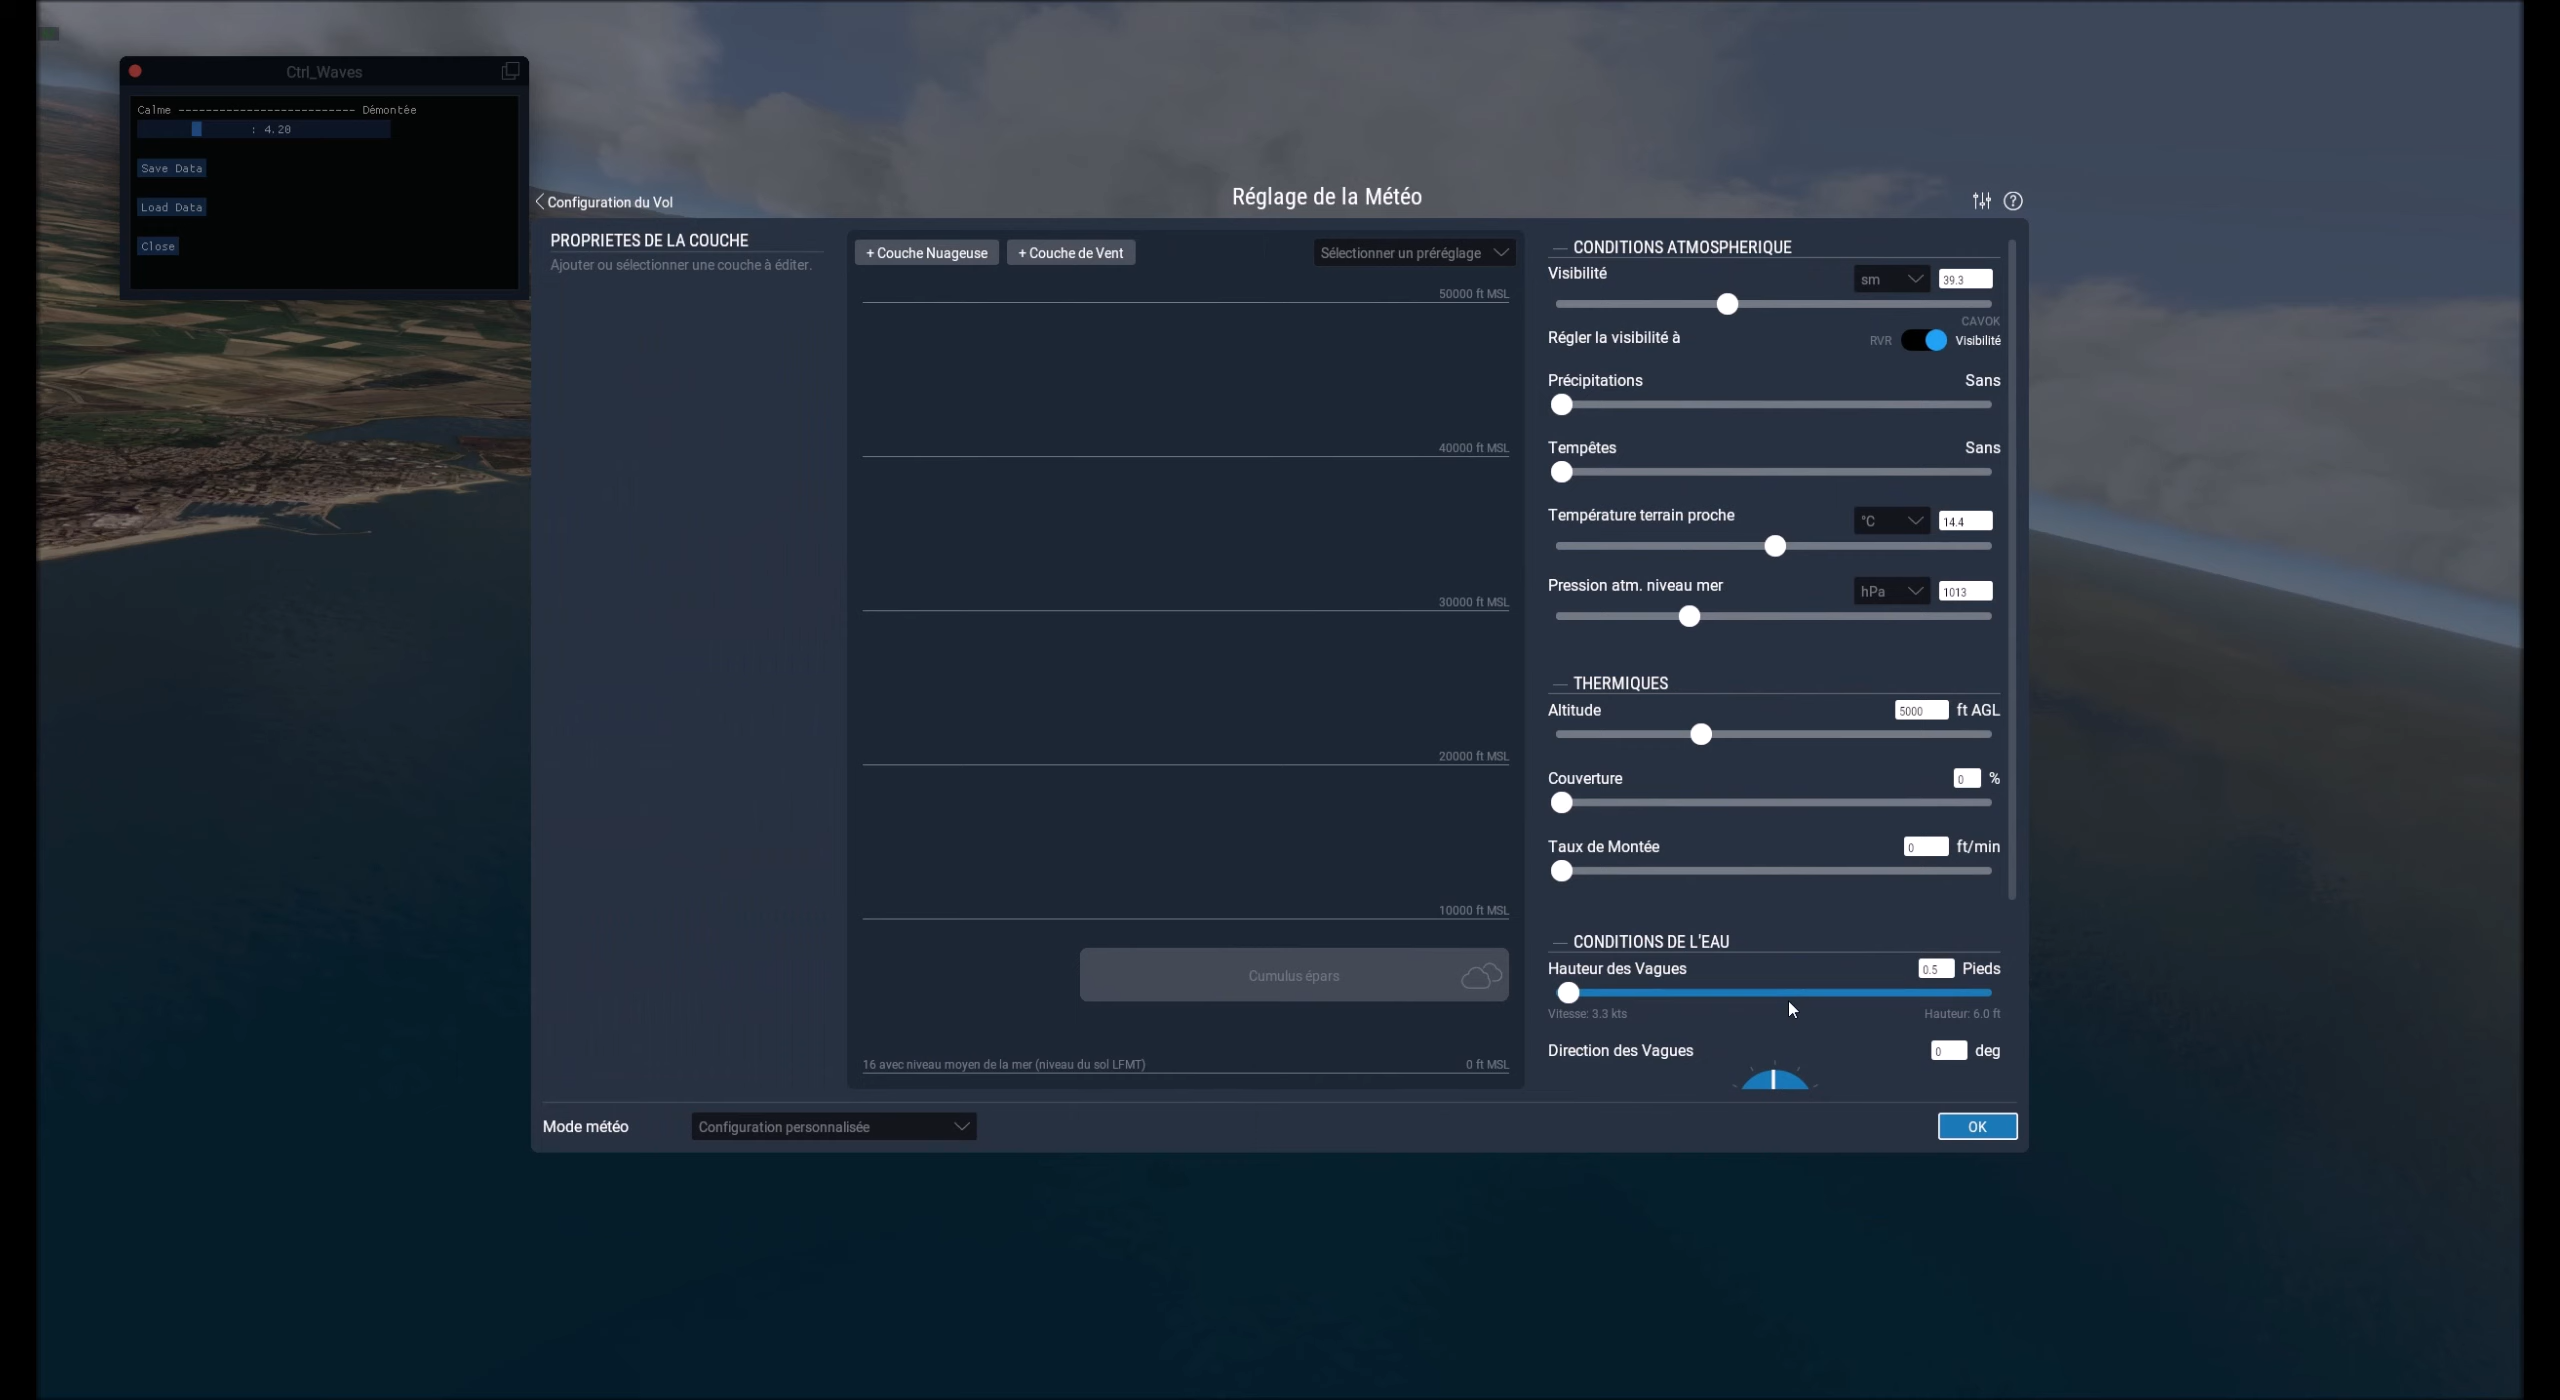 Ctrl_Waves
Calme -------------------------- Démontée
: 4.20
Save Data
Load Data
Close
Configuration du Vol
Réglage de la Météo
PROPRIETES DE LA COUCHE
Ajouter ou sélectionner une couche à éditer.
+ Couche Nuageuse
+ Couche de Vent
Sélectionner un préréglage
50000 ft MSL
40000 ft MSL
30000 ft MSL
20000 ft MSL
10000 ft MSL
Cumulus épars
16 avec niveau moyen de la mer (niveau du sol LFMT)
0 ft MSL
CONDITIONS ATMOSPHERIQUE
Visibilité sm 39.3
CAVOK
Régler la visibilité à RVR Visibilité
Précipitations Sans
Tempêtes Sans
Température terrain proche °C 14.4
Pression atm. niveau mer hPa 1013
THERMIQUES
Altitude 5000 ft AGL
Couverture 0 %
Taux de Montée 0 ft/min
CONDITIONS DE L'EAU
Hauteur des Vagues 0.5 Pieds
Vitesse: 3.3 kts Hauteur: 6.0 ft
Direction des Vagues 0 deg
Mode météo Configuration personnalisée
OK